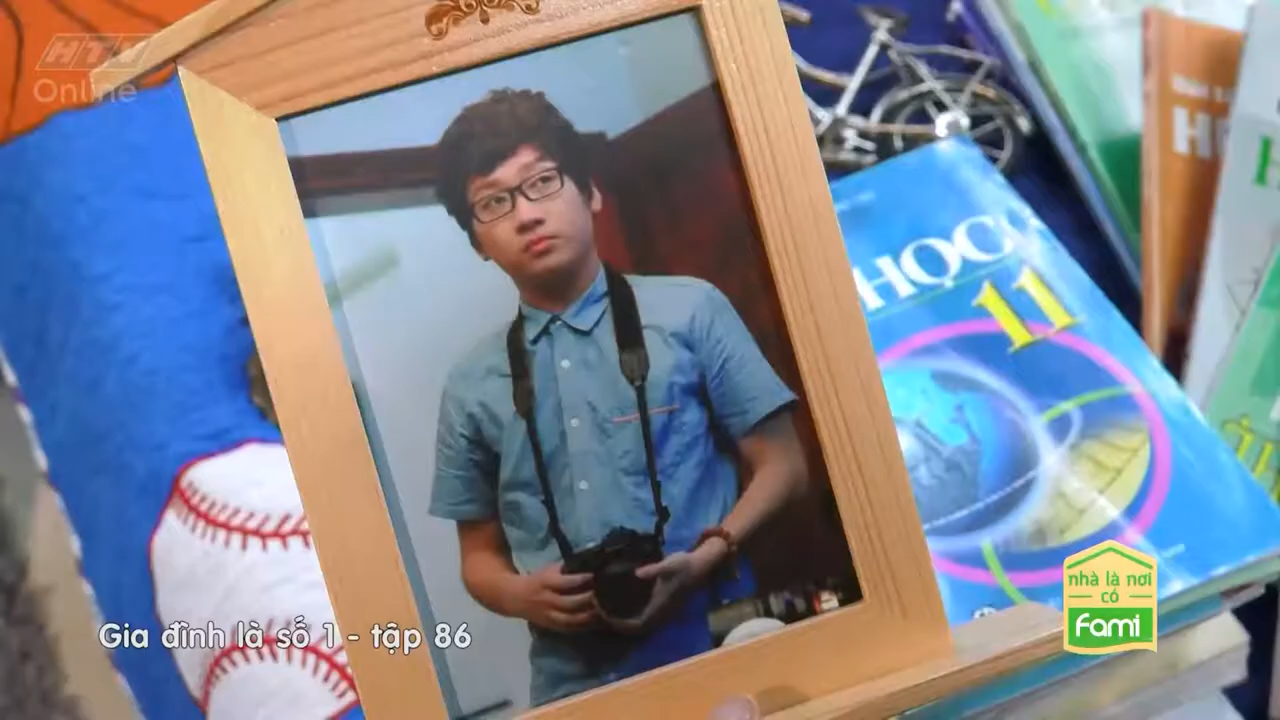 HTV
Online
HỌC
11
H
nhà là nơi
có
fami
Gia đình là số 1 - tập 86